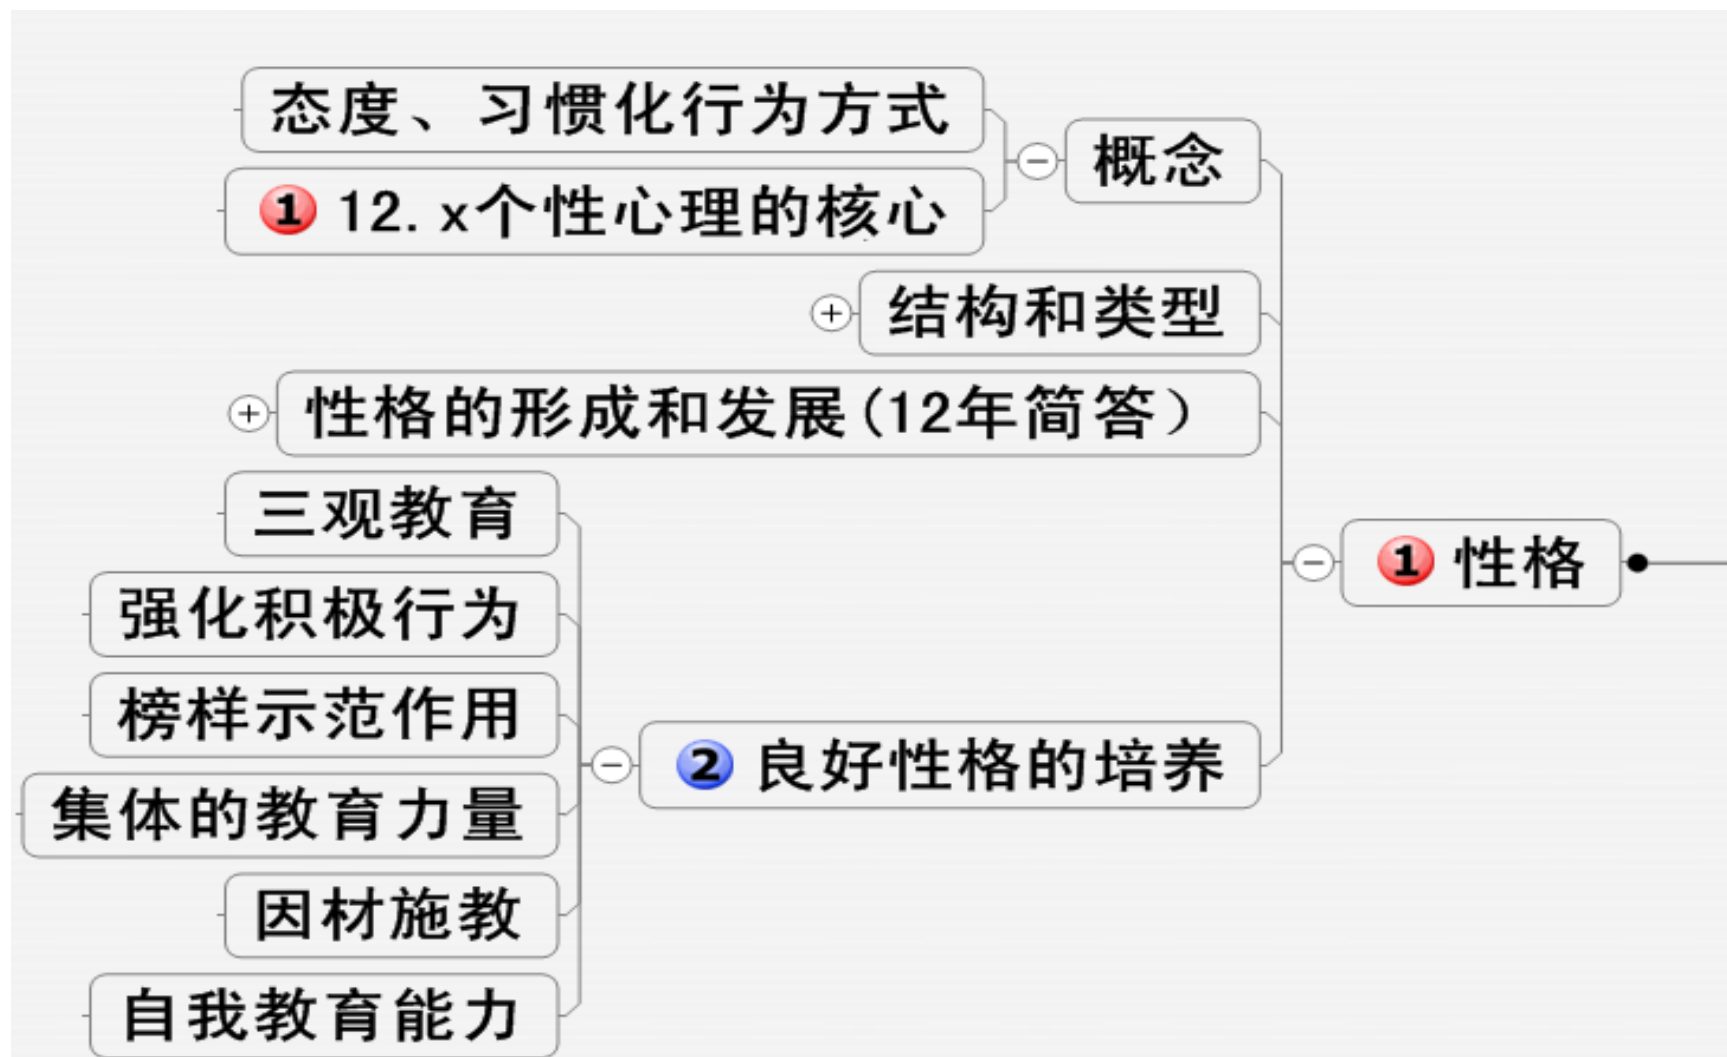 态度、习惯化行为方式
概念
1 12.x个性心理的核心
结构和类型
性格的形成和发展(12年简答）
三观教育
1 性格
强化积极行为
榜样示范作用
2 良好性格的培养
集体的教育力量
因材施教
自我教育能力